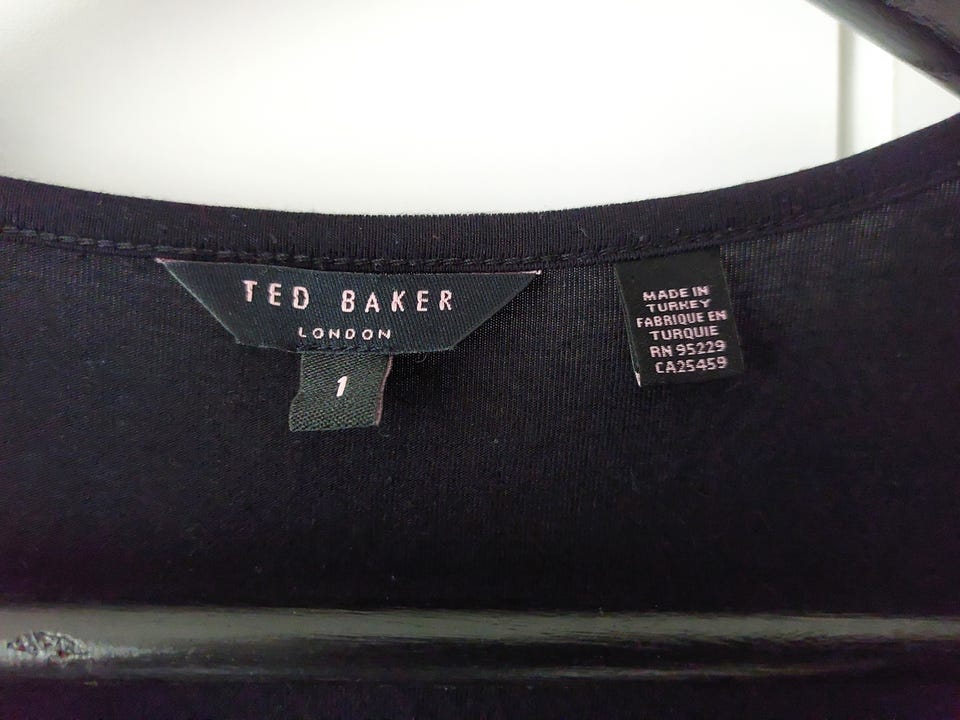 TED BAKER
LONDON
1
MADE IN
TURKEY
FABRIQUE EN
TURQUIE
RN 95229
CA25459